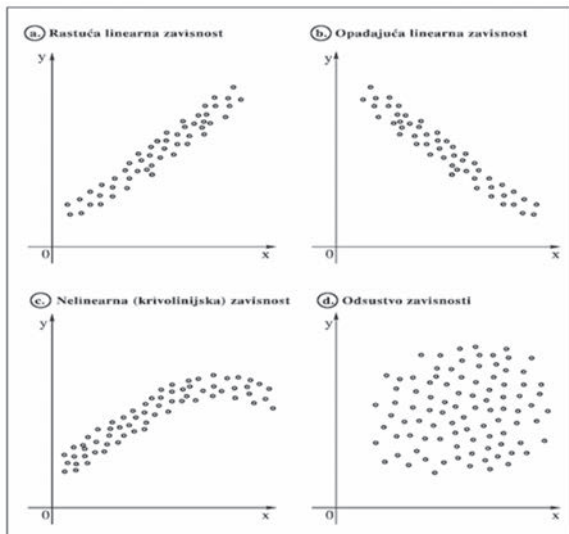 a. Rastuća linearna zavisnost
y
0
x
b. Opadajuća linearna zavisnost
y
0
x
c. Nelinearna (krivolinijska) zavisnost
y
0
x
d. Odsustvo zavisnosti
y
0
x